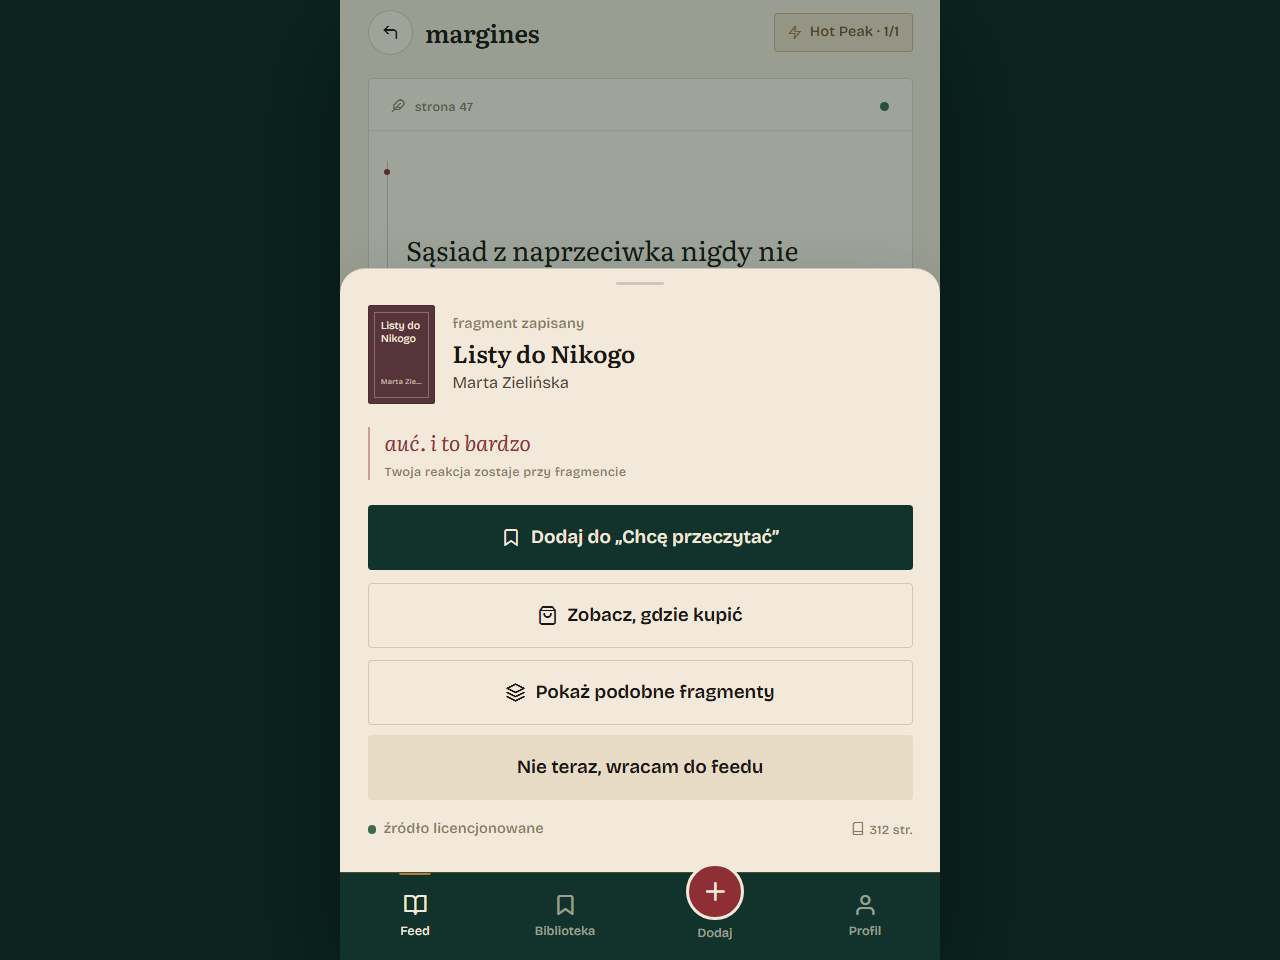 margines
Hot Peak · 1/1
strona 47
Sąsiad z naprzeciwka nigdy nie
Listy do
Nikogo
Marta Zie...
fragment zapisany
Listy do Nikogo
Marta Zielińska
auć. i to bardzo
Twoja reakcja zostaje przy fragmencie
Dodaj do „Chcę przeczytać”
Zobacz, gdzie kupić
Pokaż podobne fragmenty
Nie teraz, wracam do feedu
źródło licencjonowane
312 str.
Feed
Biblioteka
Dodaj
Profil